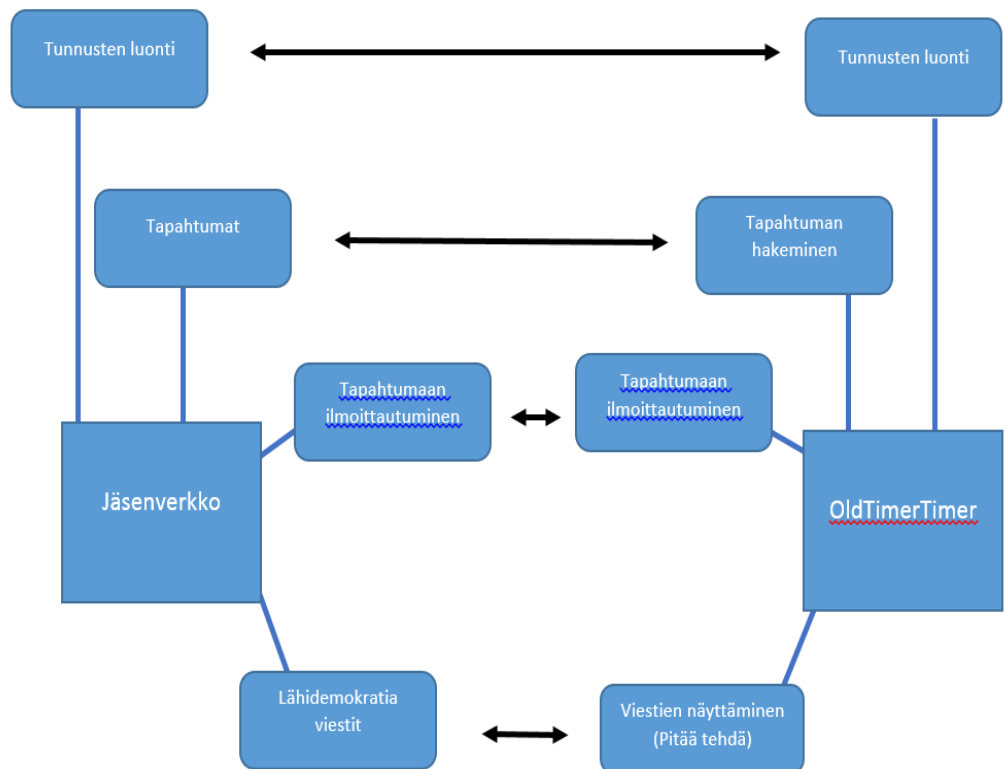 Tunnusten luonti
Tunnusten luonti
Tapahtumat
Tapahtuman
hakeminen
Tapahtumaan
ilmoittautuminen
Tapahtumaan
ilmoittautuminen
Jäsenverkko
OldTimerTimer
Lähidemokratia
viestit
Viestien näyttäminen
(Pitää tehdä)